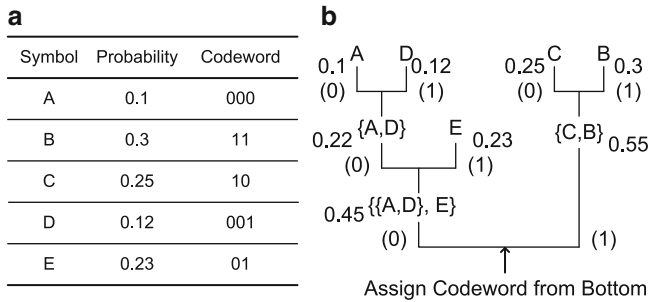 a
Symbol Probability Codeword
A 0.1 000
B 0.3 11
C 0.25 10
D 0.12 001
E 0.23 01
b
A D C B
0.1 0.12 0.25 0.3
(0) (1) (0) (1)
0.22 {A,D} E 0.23 {C,B} 0.55
(0) (1)
0.45 {{A,D}, E}
(0) (1)
Assign Codeword from Bottom